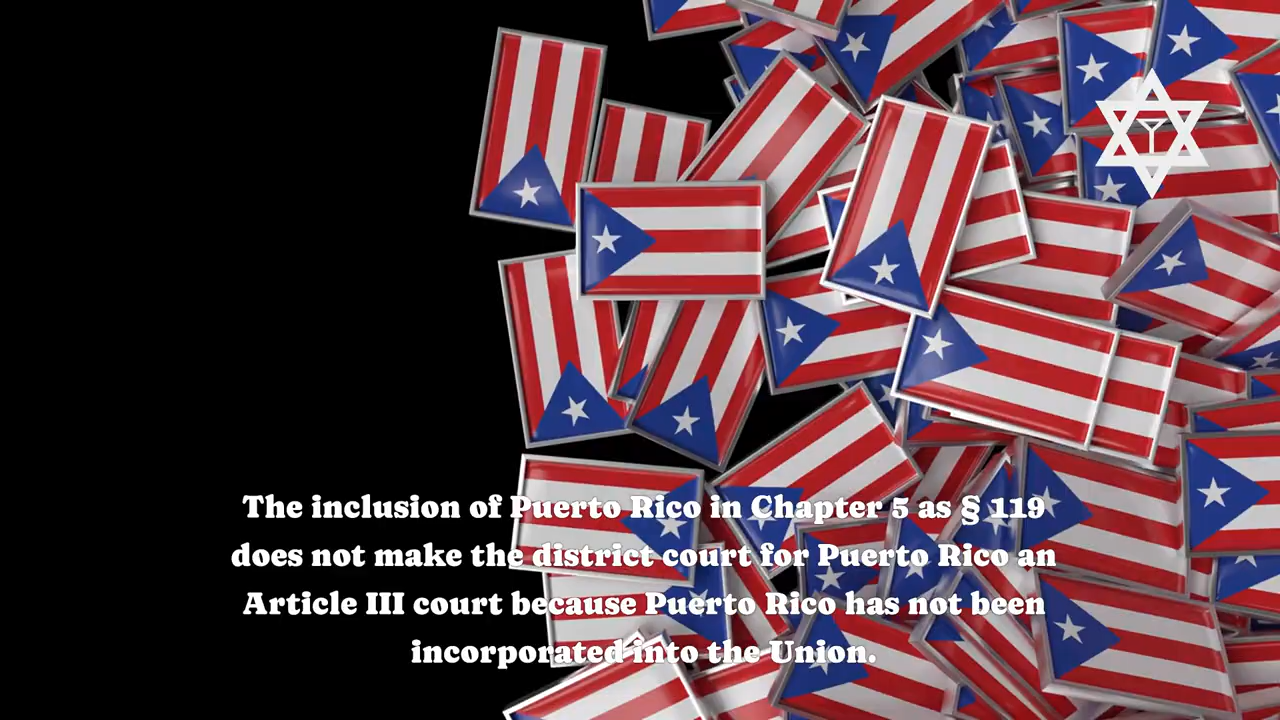 The inclusion of Puerto Rico in Chapter 5 as § 119
does not make the district court for Puerto Rico an
Article III court because Puerto Rico has not been
incorporated into the Union.